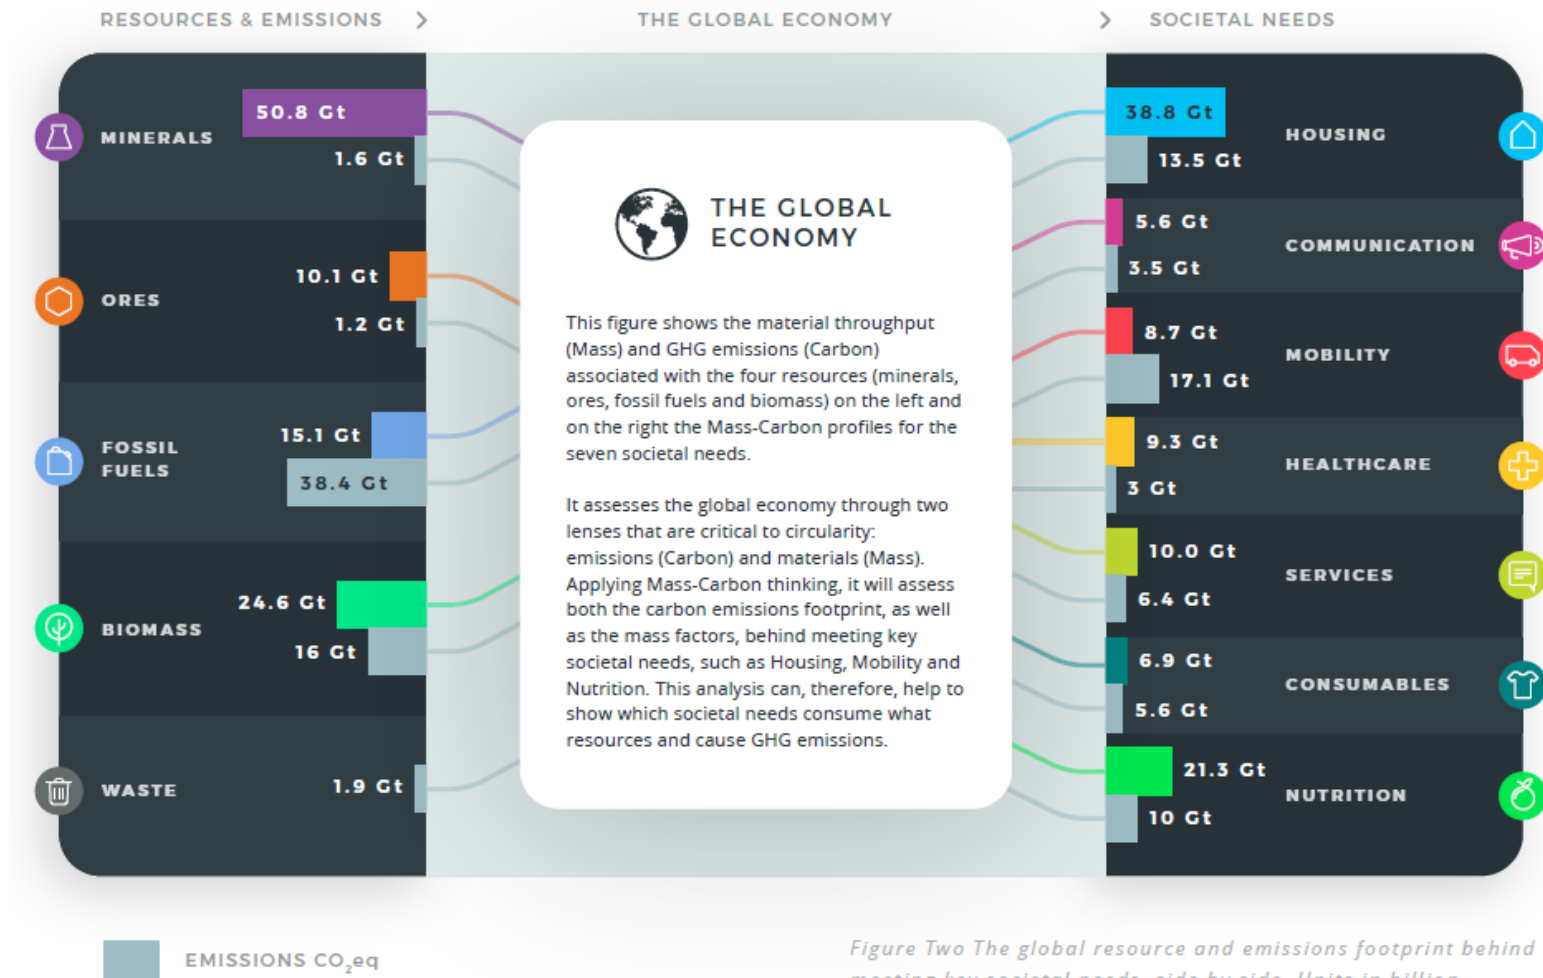 RESOURCES & EMISSIONS >
THE GLOBAL ECONOMY >
SOCIETAL NEEDS
MINERALS
50.8 Gt
1.6 Gt
ORES
10.1 Gt
1.2 Gt
FOSSIL
FUELS
15.1 Gt
38.4 Gt
BIOMASS
24.6 Gt
16 Gt
WASTE
1.9 Gt
THE GLOBAL
ECONOMY
This figure shows the material throughput
(Mass) and GHG emissions (Carbon)
associated with the four resources (minerals,
ores, fossil fuels and biomass) on the left and
on the right the Mass-Carbon profiles for the
seven societal needs.
It assesses the global economy through two
lenses that are critical to circularity:
emissions (Carbon) and materials (Mass).
Applying Mass-Carbon thinking, it will assess
both the carbon emissions footprint, as well
as the mass factors, behind meeting key
societal needs, such as Housing, Mobility and
Nutrition. This analysis can, therefore, help to
show which societal needs consume what
resources and cause GHG emissions.
38.8 Gt
13.5 Gt
HOUSING
5.6 Gt
3.5 Gt
COMMUNICATION
8.7 Gt
17.1 Gt
MOBILITY
9.3 Gt
3 Gt
HEALTHCARE
10.0 Gt
6.4 Gt
SERVICES
6.9 Gt
5.6 Gt
CONSUMABLES
21.3 Gt
10 Gt
NUTRITION
EMISSIONS CO₂eq
Figure Two The global resource and emissions footprint behind
meeting key societal needs, side by side. Units in billion